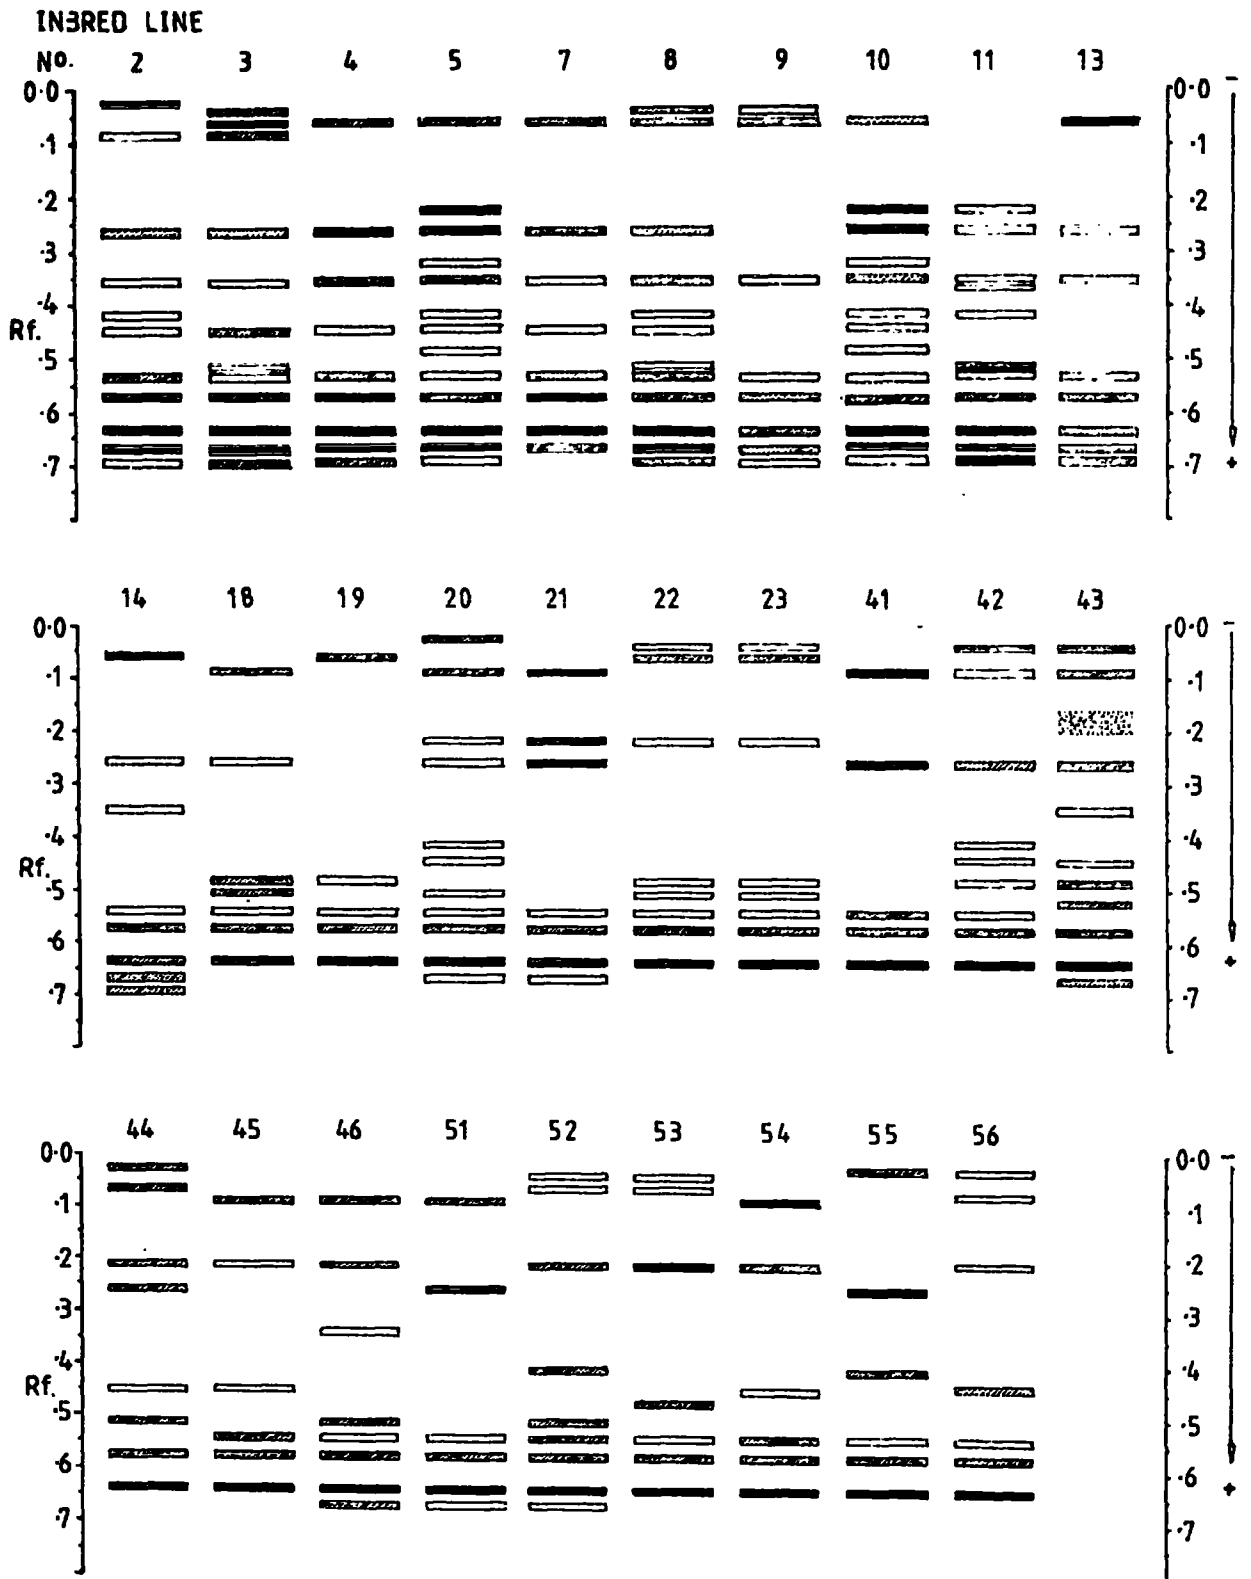 INBRED LINE
No. 2 3 4 5 7 8 9 10 11 13
0·0 0·0 −
·1 ·1
·2 ·2
·3 ·3
·4 ·4
Rf.
·5 ·5
·6 ·6
·7 ·7 +
14 18 19 20 21 22 23 41 42 43
0·0 0·0 −
·1 ·1
·2 ·2
·3 ·3
·4 ·4
Rf.
·5 ·5
·6 ·6 +
·7 ·7
44 45 46 51 52 53 54 55 56
0·0 0·0 −
·1 ·1
·2 ·2
·3 ·3
·4 ·4
Rf.
·5 ·5
·6 ·6 +
·7 ·7